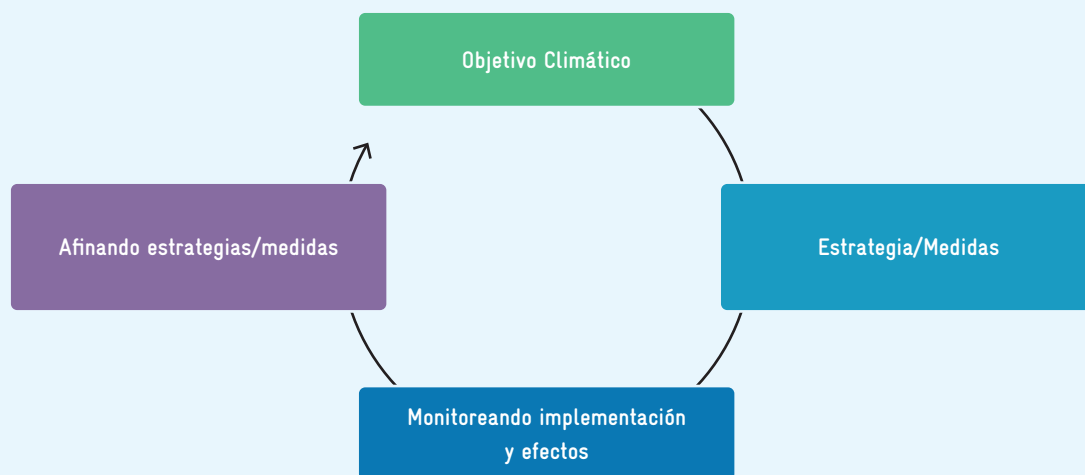 Objetivo Climático
Afinando estrategias/medidas
Estrategia/Medidas
Monitoreando implementación
y efectos